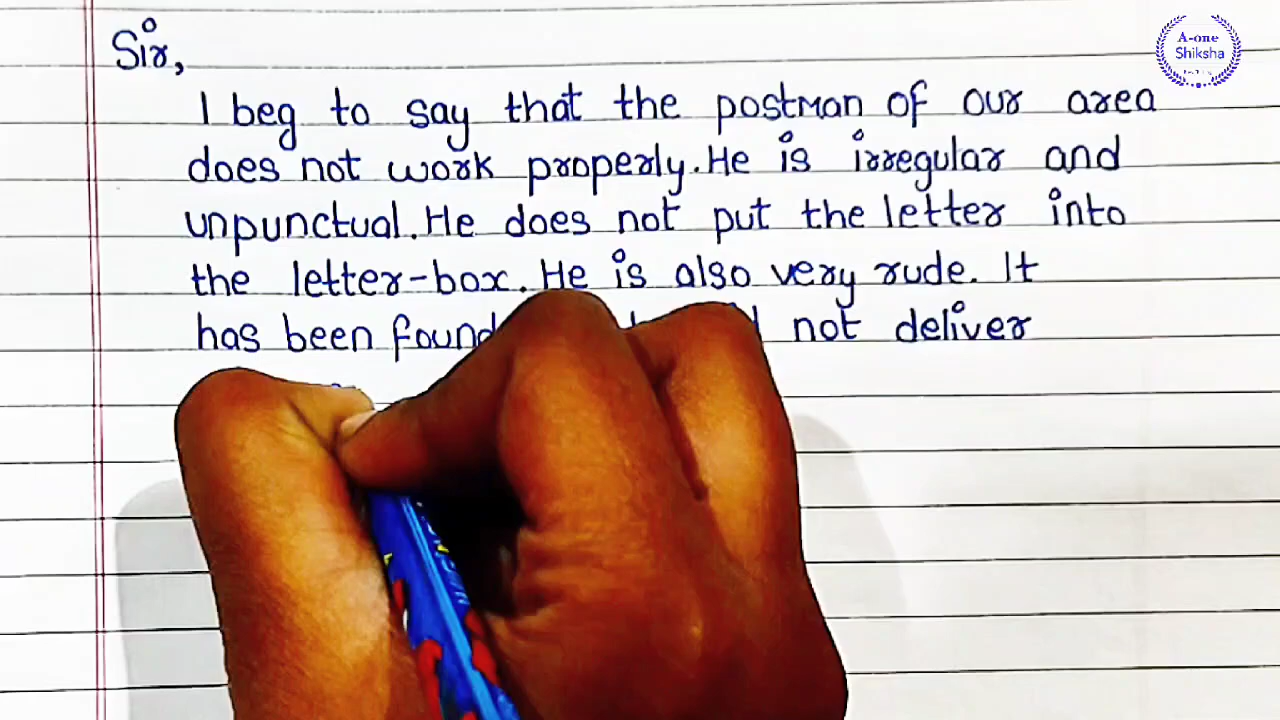 Sir,
I beg to say that the postman of our area
does not work properly. He is irregular and
unpunctual. He does not put the letter into
the letter-box. He is also very rude. It
has been found not deliver
A-one
Shiksha